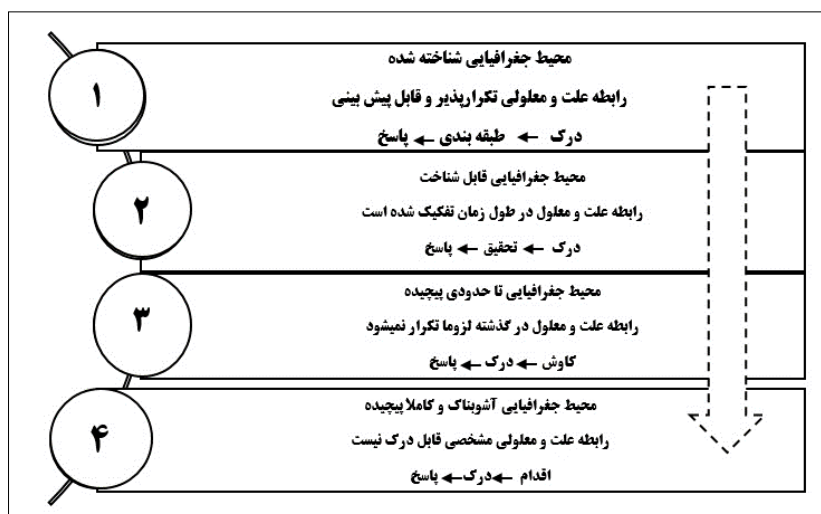 ۱
محیط جغرافیایی شناخته شده
رابطه علت و معلولی تکرارپذیر و قابل پیش بینی
درک ← طبقه بندی ← پاسخ
۲
محیط جغرافیایی قابل شناخت
رابطه علت و معلول در طول زمان تفکیک شده است
درک ← تحقیق ← پاسخ
۳
محیط جغرافیایی تا حدودی پیچیده
رابطه علت و معلول در گذشته لزوما تکرار نمیشود
کاوش ← درک ← پاسخ
۴
محیط جغرافیایی آشوبناک و کاملاً پیچیده
رابطه علت و معلولی مشخصی قابل درک نیست
اقدام ← درک ← پاسخ